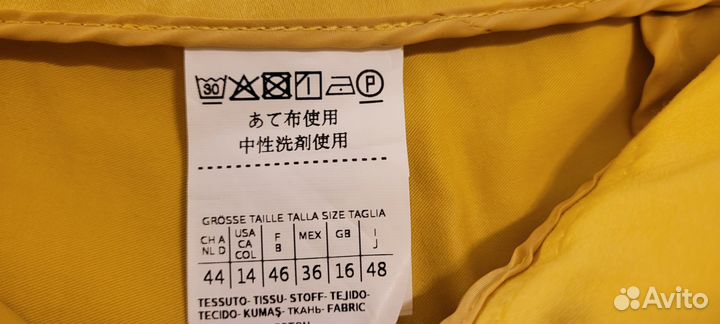 30
P
あて布使用
中性洗剤使用
GRÖSSE TAILLE TALLA SIZE TAGLIA
CH A NL D | USA CA COL | F B | MEX | GB | I J
44 | 14 | 46 | 36 | 16 | 48
TESSUTO- TISSU- STOFF- TEJIDO-
TECIDO- KUMAŞ- ТКАНЬ- FABRIC
Avito